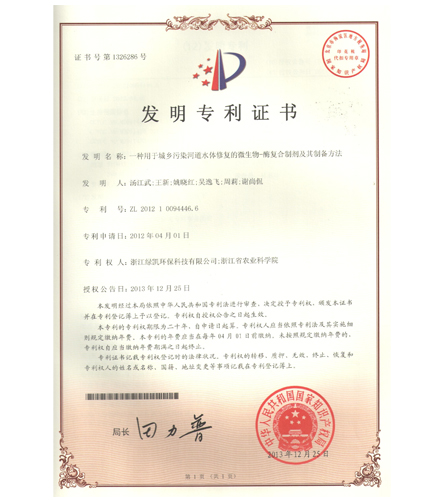 证书号第1326286号
发明专利证书
发 明 名 称:一种用于城乡污染河道水体修复的微生物-酶复合制剂及其制备方法
发 明 人:汤江武;王新;姚晓红;吴逸飞;周莉;谢尚侃
专 利 号:ZL 2012 1 0094446.6
专利申请日:2012年04月01日
专 利 权 人:浙江绿凯环保科技有限公司;浙江省农业科学院
授权公告日:2013年12月25日
本发明经过本局依照中华人民共和国专利法进行审查,决定授予专利权,颁发本证书
并在专利登记簿上予以登记。专利权自授权公告之日起生效。
本专利的专利权期限为二十年,自申请日起算。专利权人应当依照专利法及其实施细
则规定缴纳年费。本专利的年费应当在每年04月01日前缴纳。未按照规定缴纳年费的,
专利权自应当缴纳年费期满之日起终止。
专利证书记载专利权登记时的法律状况。专利权的转移、质押、无效、终止、恢复和
专利权人的姓名或名称、国籍、地址变更等事项记载在专利登记簿上。
局长 田力普
中华人民共和国国家知识产权局
2013年12月25日
第1页(共1页)